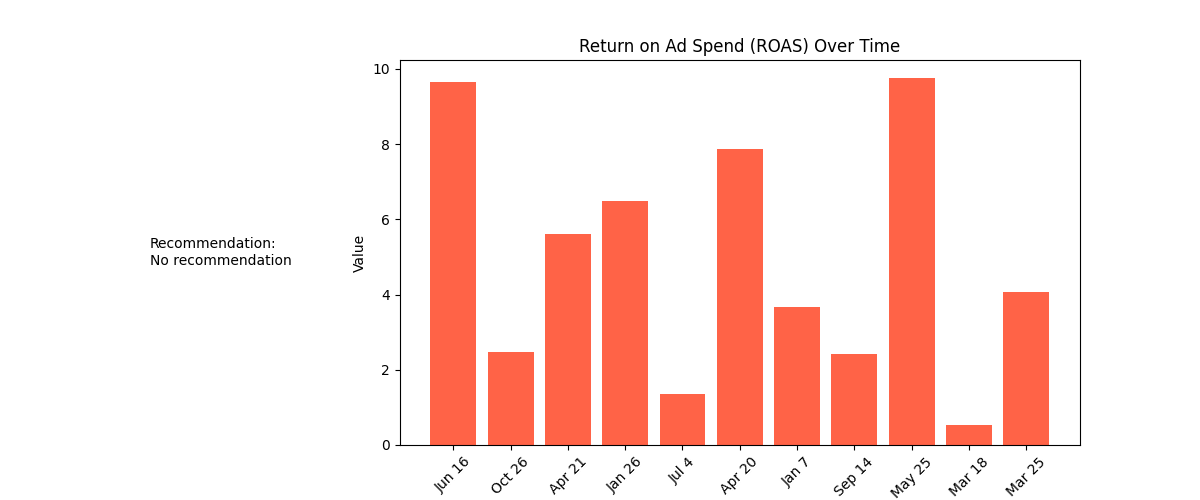 Return on Ad Spend (ROAS) Over Time
Recommendation:
No recommendation
Value
10
8
6
4
2
0
Jun 16
Oct 26
Apr 21
Jan 26
Jul 4
Apr 20
Jan 7
Sep 14
May 25
Mar 18
Mar 25